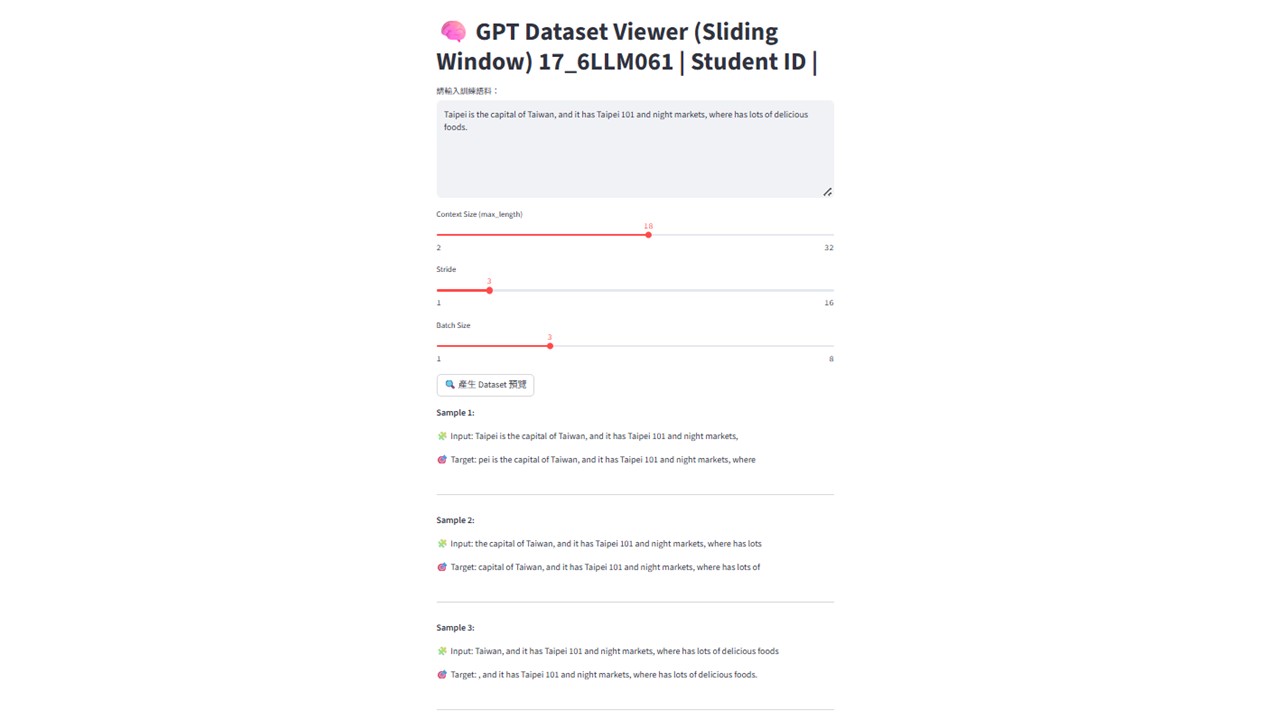 🧠 GPT Dataset Viewer (Sliding
Window) 17_6LLM061 | Student ID |
請輸入訓練語料：
Taipei is the capital of Taiwan, and it has Taipei 101 and night markets, where has lots of delicious
foods.
Context Size (max_length)
18
2 32
Stride
3
1 16
Batch Size
3
1 8
🔍 產生 Dataset 預覽
Sample 1:
🧩 Input: Taipei is the capital of Taiwan, and it has Taipei 101 and night markets,
🎯 Target: pei is the capital of Taiwan, and it has Taipei 101 and night markets, where
Sample 2:
🧩 Input: the capital of Taiwan, and it has Taipei 101 and night markets, where has lots
🎯 Target: capital of Taiwan, and it has Taipei 101 and night markets, where has lots of
Sample 3:
🧩 Input: Taiwan, and it has Taipei 101 and night markets, where has lots of delicious foods
🎯 Target: , and it has Taipei 101 and night markets, where has lots of delicious foods.